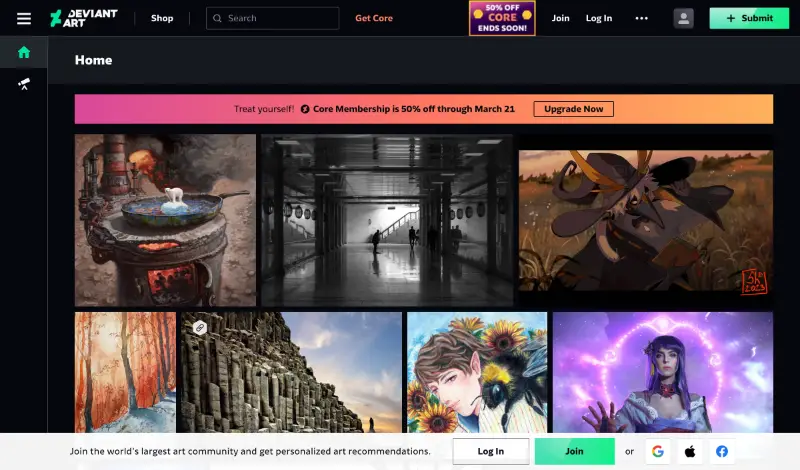 DEVIANT
ART
Shop
Search
Get Core
50% OFF
CORE
ENDS SOON!
Join
Log In
Submit
Home
Treat yourself! Core Membership is 50% off through March 21
Upgrade Now
2023
Join the world's largest art community and get personalized art recommendations.
Log In
Join
or